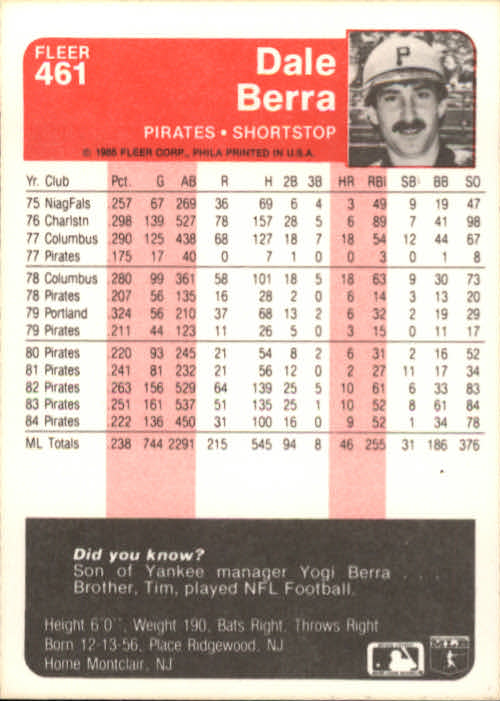 FLEER
461
Dale
Berra
P
PIRATES • SHORTSTOP
© 1985 FLEER CORP., PHILA PRINTED IN U.S.A.
Yr. Club Pct. G AB R H 2B 3B HR RBI SB BB SO
75 NiagFals .257 67 269 36 69 6 4 3 49 9 19 47
76 Charlstn .298 139 527 78 157 28 5 6 89 7 41 98
77 Columbus .290 125 438 68 127 18 7 18 54 12 44 67
77 Pirates .175 17 40 0 7 1 0 0 3 0 1 8
78 Columbus .280 99 361 58 101 18 5 18 63 9 30 73
78 Pirates .207 56 135 16 28 2 0 6 14 3 13 20
79 Portland .324 56 210 37 68 13 2 6 32 2 19 29
79 Pirates .211 44 123 11 26 5 0 3 15 0 11 17
80 Pirates .220 93 245 21 54 8 2 6 31 2 16 52
81 Pirates .241 81 232 21 56 12 0 2 27 11 17 34
82 Pirates .263 156 529 64 139 25 5 10 61 6 33 83
83 Pirates .251 161 537 51 135 25 1 10 52 8 61 84
84 Pirates .222 136 450 31 100 16 0 9 52 1 34 78
ML Totals .238 744 2291 215 545 94 8 46 255 31 186 376
Did you know?
Son of Yankee manager Yogi Berra . . .
Brother, Tim, played NFL Football.
Height 6'0", Weight 190, Bats Right, Throws Right
Born 12-13-56, Place Ridgewood, NJ
Home Montclair, NJ